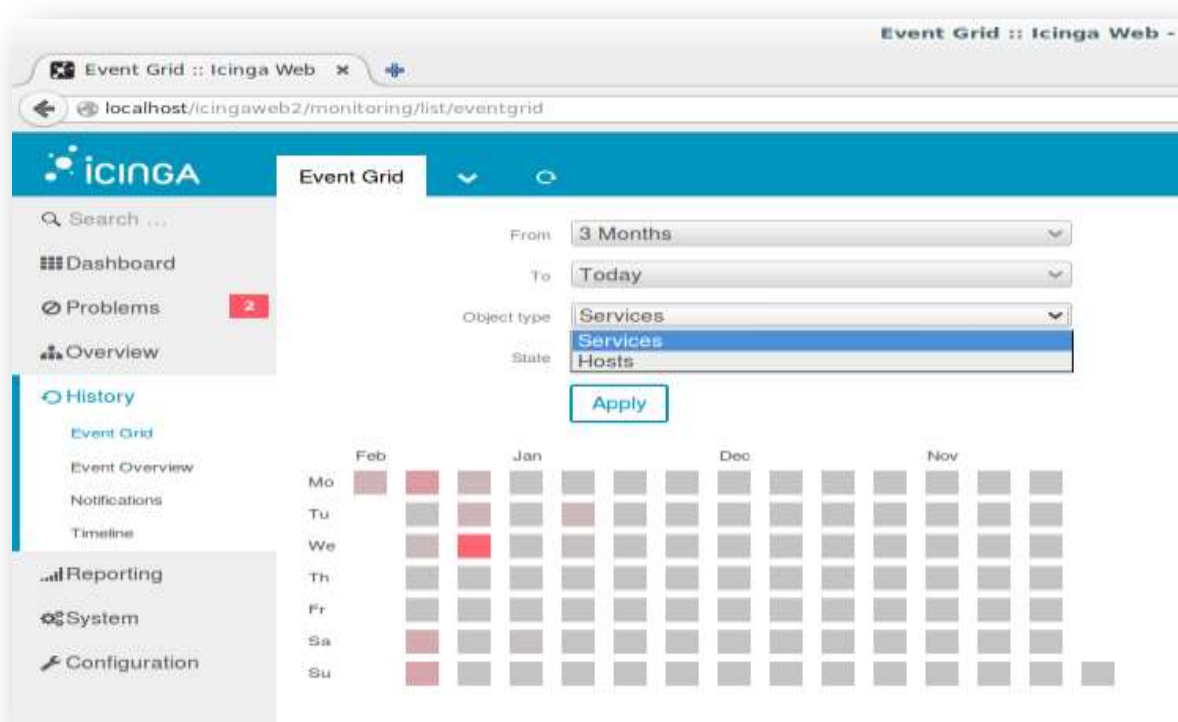 Event Grid :: Icinga Web -
Event Grid :: Icinga Web
localhost/icingaweb2/monitoring/list/eventgrid
iCINGA
Event Grid
Search ...
From 3 Months
Dashboard
To Today
Problems 2
Object type Services
Services
Overview
State Hosts
History
Apply
Event Grid
Event Overview
Notifications
Timeline
Reporting
System
Configuration
Feb Jan Dec Nov
Mo
Tu
We
Th
Fr
Sa
Su